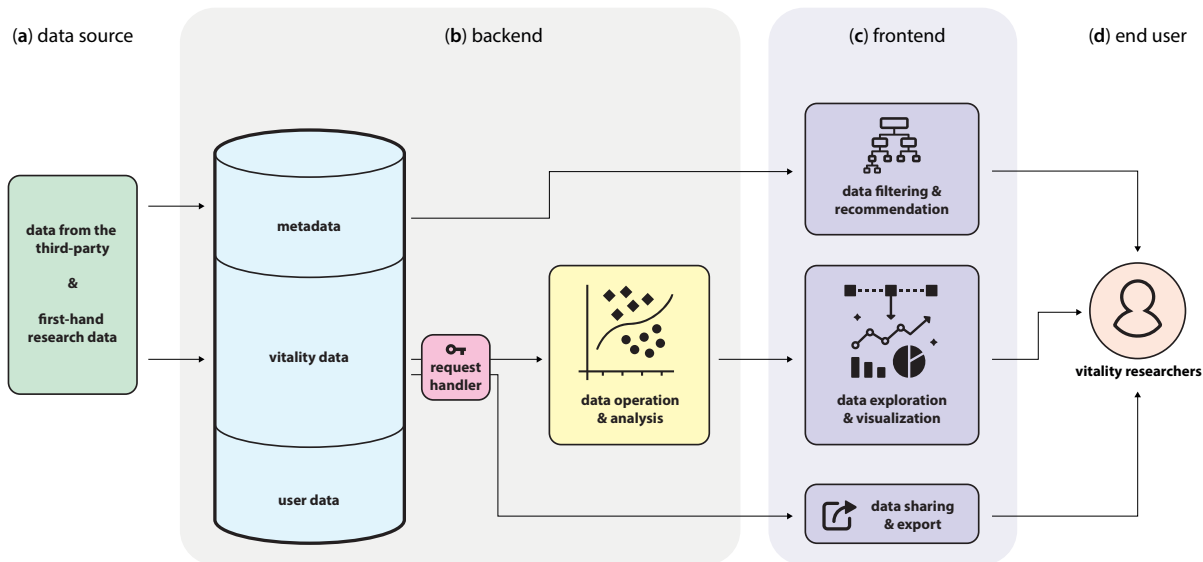 (a) data source
(b) backend
(c) frontend
(d) end user
data from the
third-party
&
first-hand
research data
metadata
vitality data
user data
request
handler
data operation
& analysis
data filtering &
recommendation
data exploration
& visualization
data sharing
& export
vitality researchers